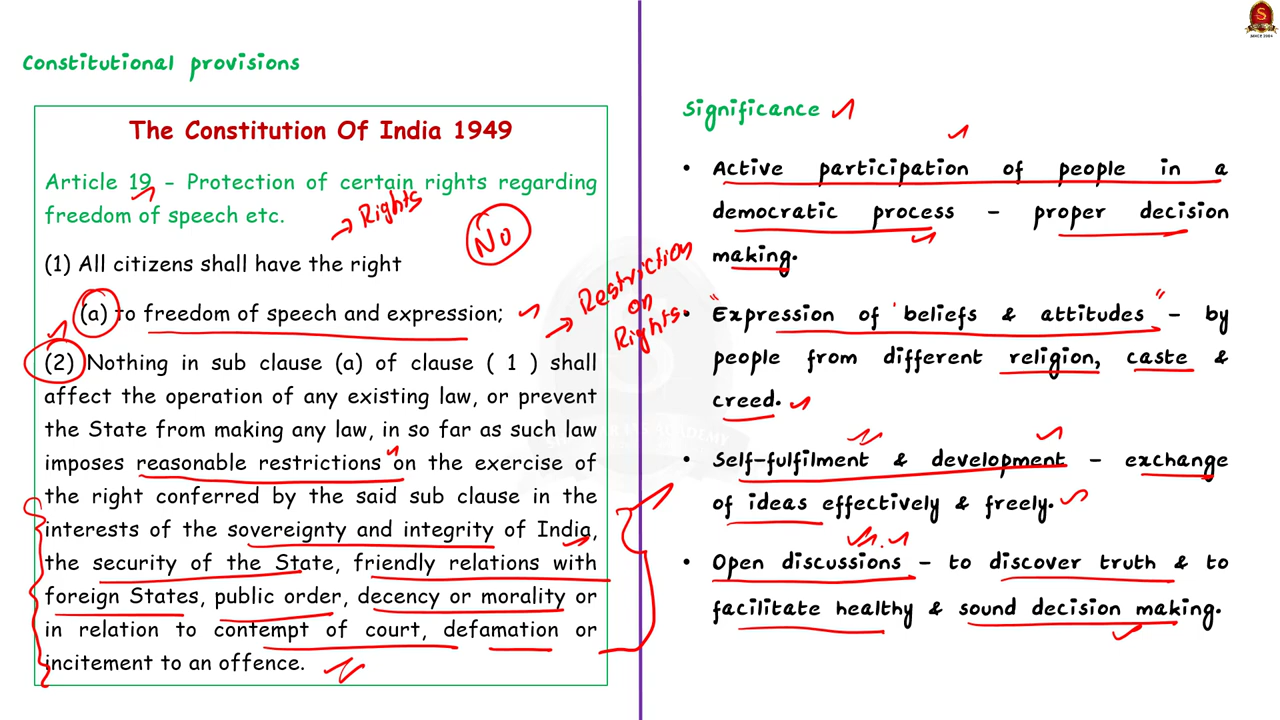 Constitutional provisions
The Constitution Of India 1949
Article 19 - Protection of certain rights regarding
freedom of speech etc.
→ Rights
No
(1) All citizens shall have the right
(a) to freedom of speech and expression;
→ Restriction
on
Rights
(2) Nothing in sub clause (a) of clause ( 1 ) shall
affect the operation of any existing law, or prevent
the State from making any law, in so far as such law
imposes reasonable restrictions on the exercise of
the right conferred by the said sub clause in the
interests of the sovereignty and integrity of India,
the security of the State, friendly relations with
foreign States, public order, decency or morality or
in relation to contempt of court, defamation or
incitement to an offence.
Significance
• Active participation of people in a
democratic process – proper decision
making.
• "Expression of 'beliefs & attitudes" – by
people from different religion, caste &
creed.
• Self-fulfilment & development – exchange
of ideas effectively & freely.
• Open discussions – to discover truth & to
facilitate healthy & sound decision making.
S
SINCE 2004